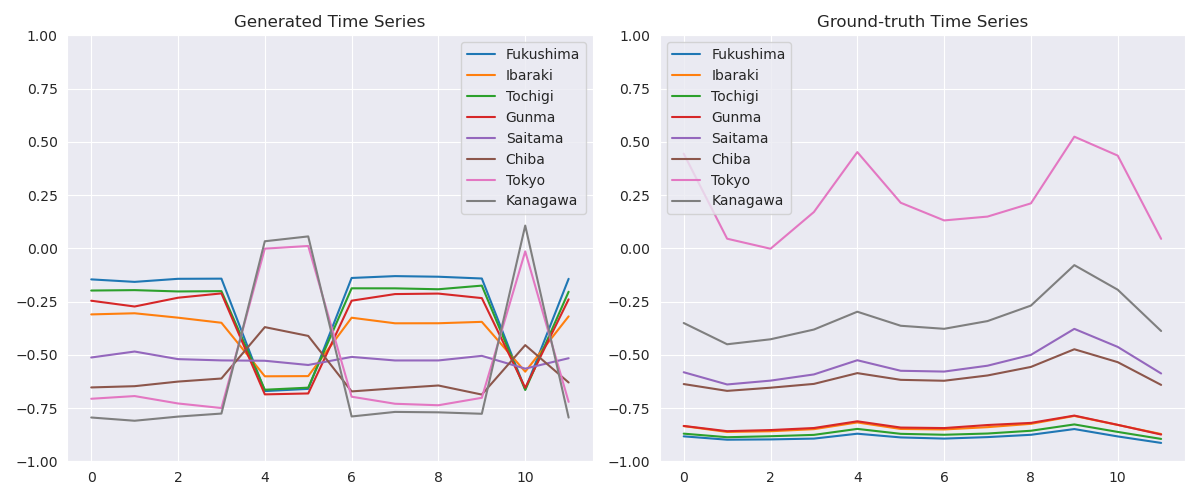 Generated Time Series
1.00
0.75
0.50
0.25
0.00
−0.25
−0.50
−0.75
−1.00
0 2 4 6 8 10
Fukushima
Ibaraki
Tochigi
Gunma
Saitama
Chiba
Tokyo
Kanagawa
Ground-truth Time Series
1.00
0.75
0.50
0.25
0.00
−0.25
−0.50
−0.75
−1.00
0 2 4 6 8 10
Fukushima
Ibaraki
Tochigi
Gunma
Saitama
Chiba
Tokyo
Kanagawa